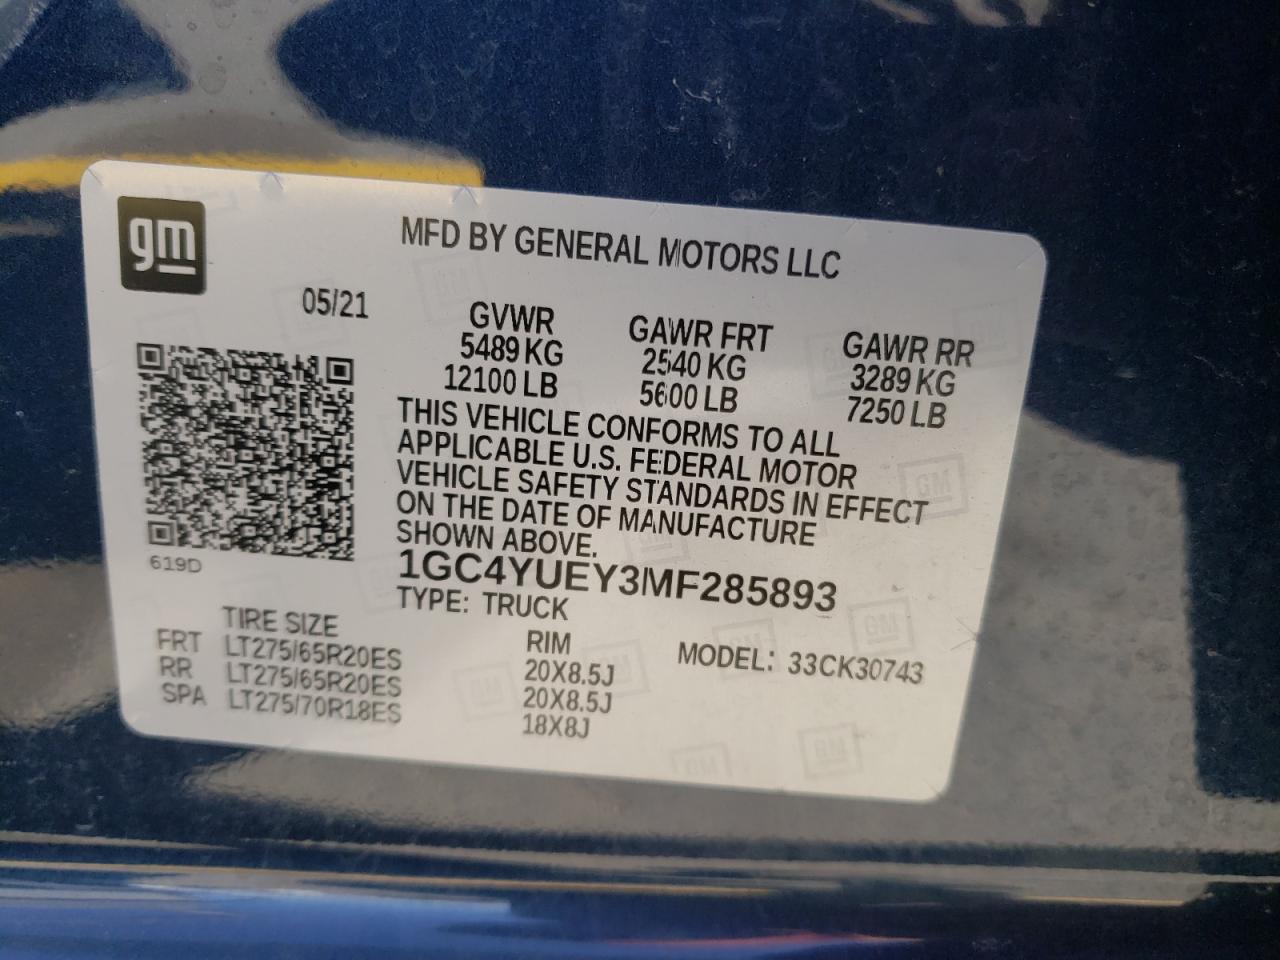 gm
MFD BY GENERAL MOTORS LLC
05/21
GVWR GAWR FRT GAWR RR
5489 KG 2540 KG 3289 KG
12100 LB 5600 LB 7250 LB
THIS VEHICLE CONFORMS TO ALL
APPLICABLE U.S. FEDERAL MOTOR
VEHICLE SAFETY STANDARDS IN EFFECT
ON THE DATE OF MANUFACTURE
SHOWN ABOVE.
619D
1GC4YUEY3MF285893
TYPE: TRUCK
TIRE SIZE RIM MODEL: 33CK30743
FRT LT275/65R20ES 20X8.5J
RR LT275/65R20ES 20X8.5J
SPA LT275/70R18ES 18X8J